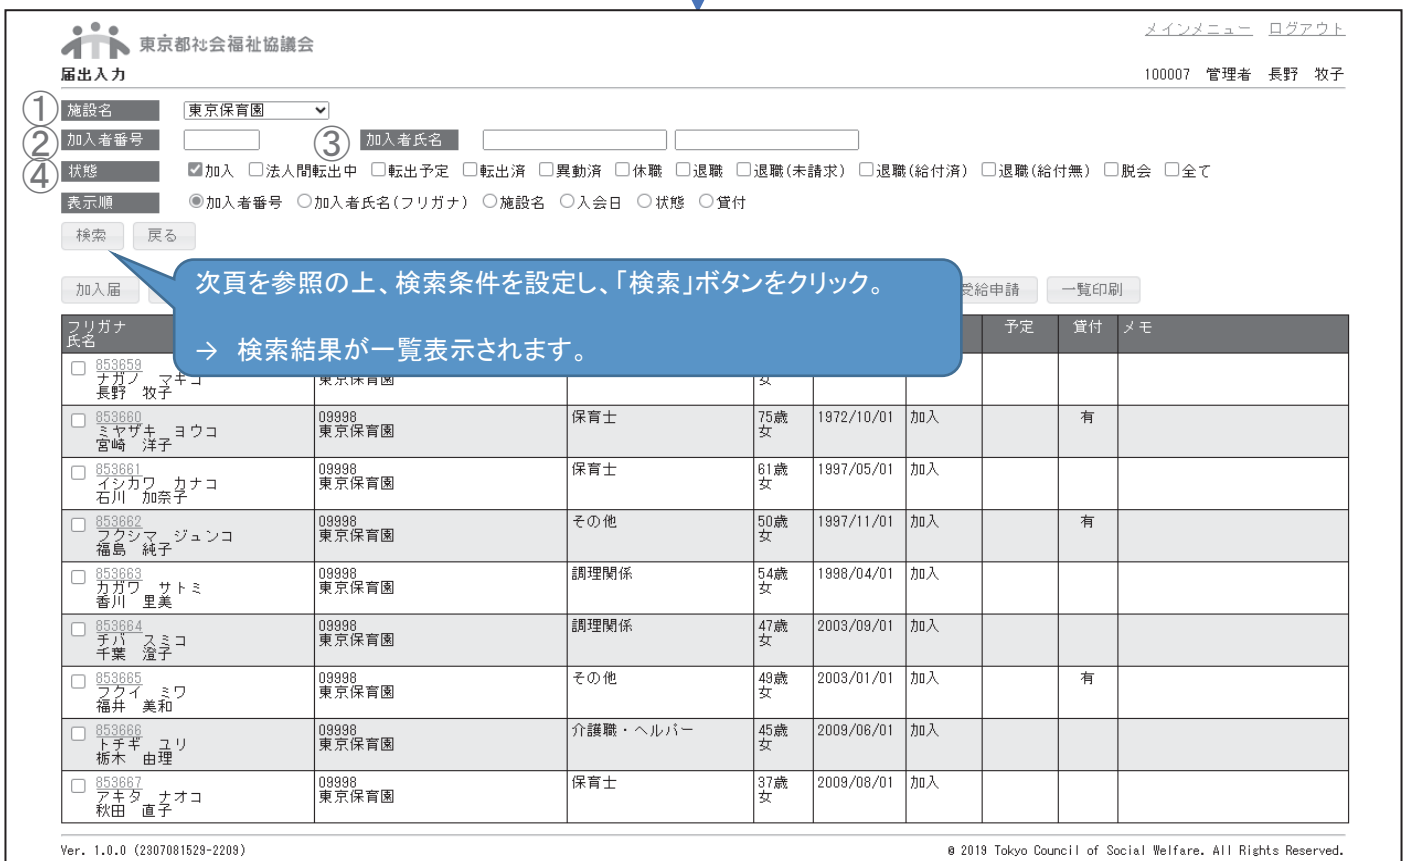 東京都社会福祉協議会
メインメニュー ログアウト
届出入力
100007 管理者 長野 牧子
① 施設名 東京保育園
② 加入者番号 ③ 加入者氏名
④ 状態 加入 法人間転出中 転出予定 転出済 異動済 休職 退職 退職(未請求) 退職(給付済) 退職(給付無) 脱会 全て
表示順 加入者番号 加入者氏名(フリガナ) 施設名 入会日 状態 貸付
検索 戻る
次頁を参照の上、検索条件を設定し、「検索」ボタンをクリック。
→ 検索結果が一覧表示されます。
加入届 受給申請 一覧印刷
フリガナ
氏名
予定 貸付 メモ
853659
ナガノ マキコ
長野 牧子
東京保育園
女
853660
ミヤザキ ヨウコ
宮崎 洋子
09998
東京保育園
保育士
75歳
女
1972/10/01 加入 有
853661
イシカワ カナコ
石川 加奈子
09998
東京保育園
保育士
61歳
女
1997/05/01 加入
853662
フクシマ ジュンコ
福島 純子
09998
東京保育園
その他
50歳
女
1997/11/01 加入 有
853663
カガワ サトミ
香川 里美
09998
東京保育園
調理関係
54歳
女
1998/04/01 加入
853664
チバ スミコ
千葉 澄子
09998
東京保育園
調理関係
47歳
女
2003/09/01 加入
853665
フクイ ミワ
福井 美和
09998
東京保育園
その他
49歳
女
2003/01/01 加入 有
853666
トチギ ユリ
栃木 由理
09998
東京保育園
介護職・ヘルパー
45歳
女
2009/06/01 加入
853667
アキタ ナオコ
秋田 直子
09998
東京保育園
保育士
37歳
女
2009/08/01 加入
Ver. 1.0.0 (2307081529-2209)
© 2019 Tokyo Council of Social Welfare. All Rights Reserved.